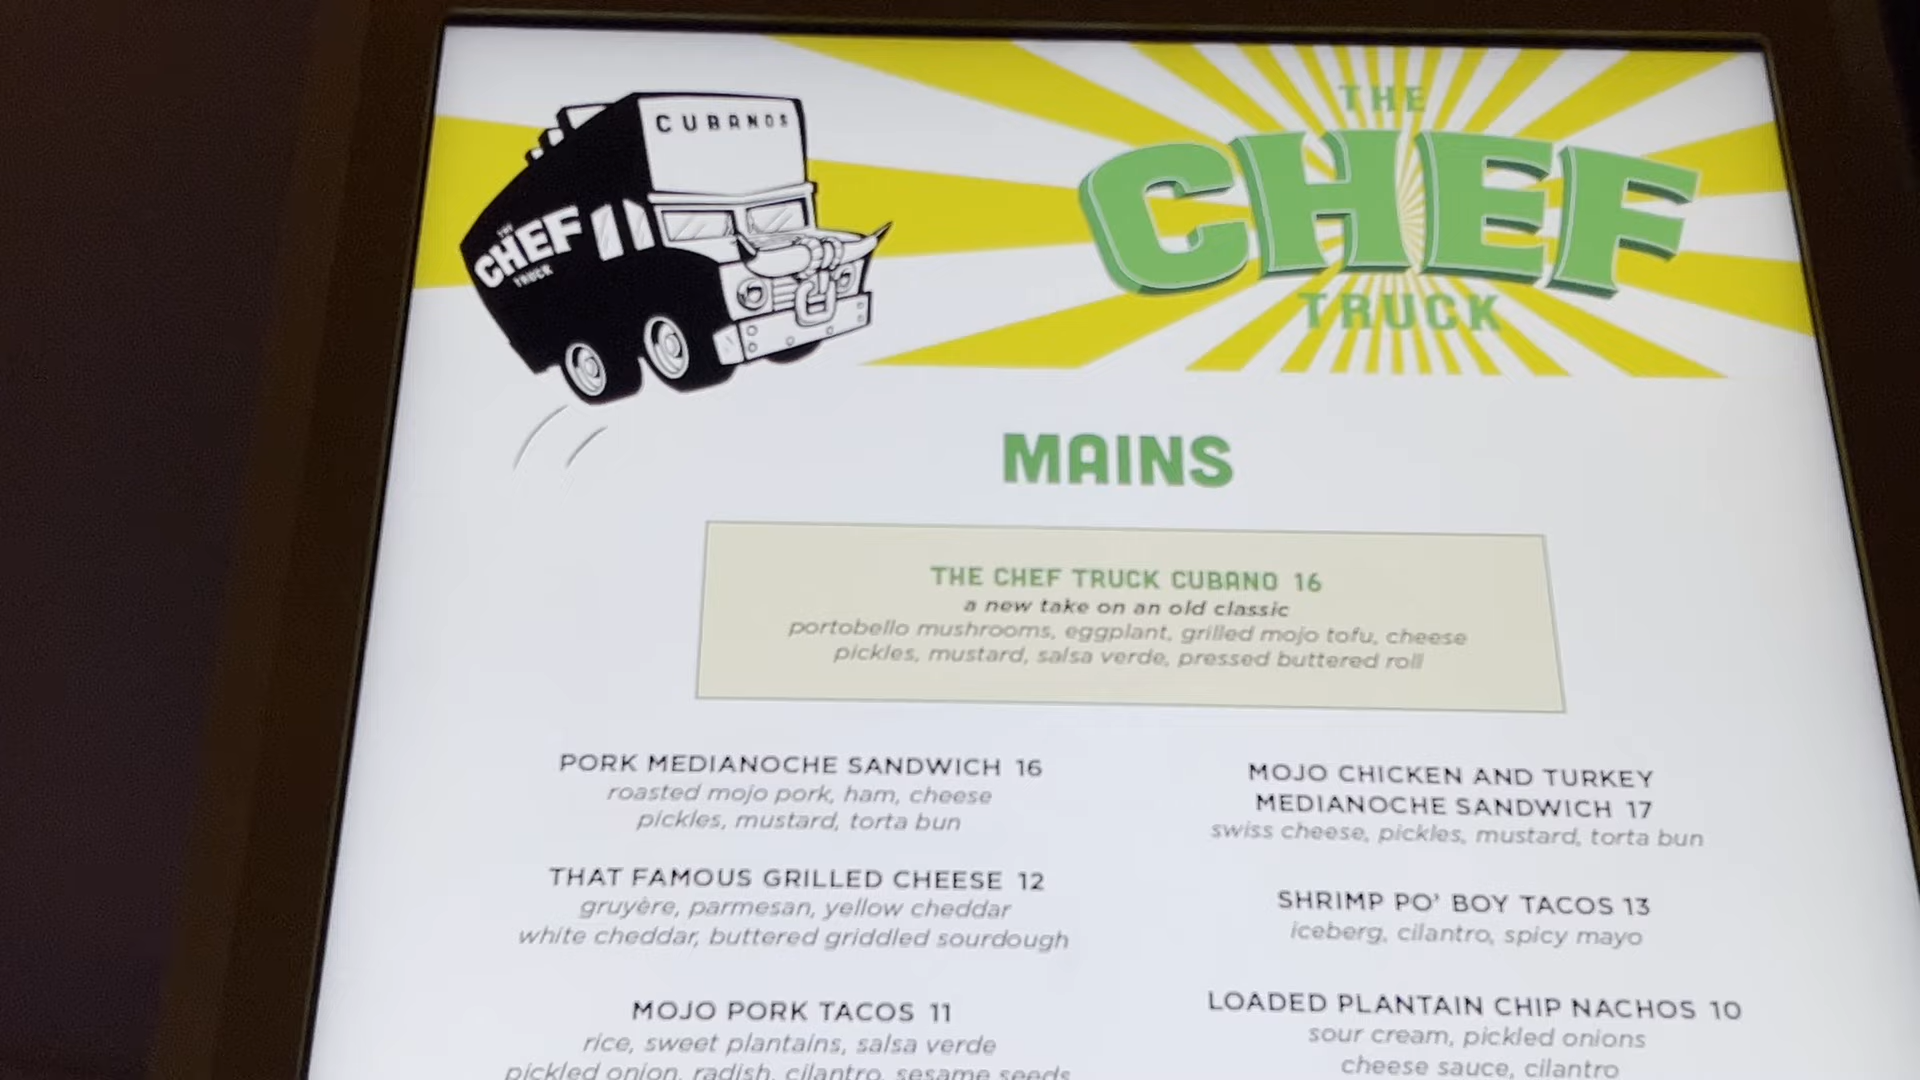 CUBANOS
THE
CHEF
TRUCK
THE
CHEF
TRUCK
MAINS
THE CHEF TRUCK CUBANO 16
a new take on an old classic
portobello mushrooms, eggplant, grilled mojo tofu, cheese
pickles, mustard, salsa verde, pressed buttered roll
PORK MEDIANOCHE SANDWICH 16
roasted mojo pork, ham, cheese
pickles, mustard, torta bun
THAT FAMOUS GRILLED CHEESE 12
gruyère, parmesan, yellow cheddar
white cheddar, buttered griddled sourdough
MOJO PORK TACOS 11
rice, sweet plantains, salsa verde
pickled onion, radish, cilantro, sesame seeds
MOJO CHICKEN AND TURKEY
MEDIANOCHE SANDWICH 17
swiss cheese, pickles, mustard, torta bun
SHRIMP PO' BOY TACOS 13
iceberg, cilantro, spicy mayo
LOADED PLANTAIN CHIP NACHOS 10
sour cream, pickled onions
cheese sauce, cilantro